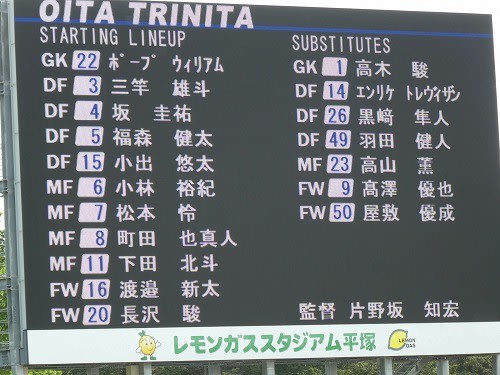 OITA TRINITA
STARTING LINEUP
GK 22 ポープ ウィリアム
DF 3 三竿 雄斗
DF 4 坂 圭祐
DF 5 福森 健太
DF 15 小出 悠太
MF 6 小林 裕紀
MF 7 松本 怜
MF 8 町田 也真人
MF 11 下田 北斗
FW 16 渡邉 新太
FW 20 長沢 駿
SUBSTITUTES
GK 1 高木 駿
DF 14 エンリケ トレヴィザン
DF 26 黒﨑 隼人
DF 49 羽田 健人
MF 23 高山 薫
FW 9 髙澤 優也
FW 50 屋敷 優成
監督 片野坂 知宏
レモンガススタジアム平塚
LEMON GAS